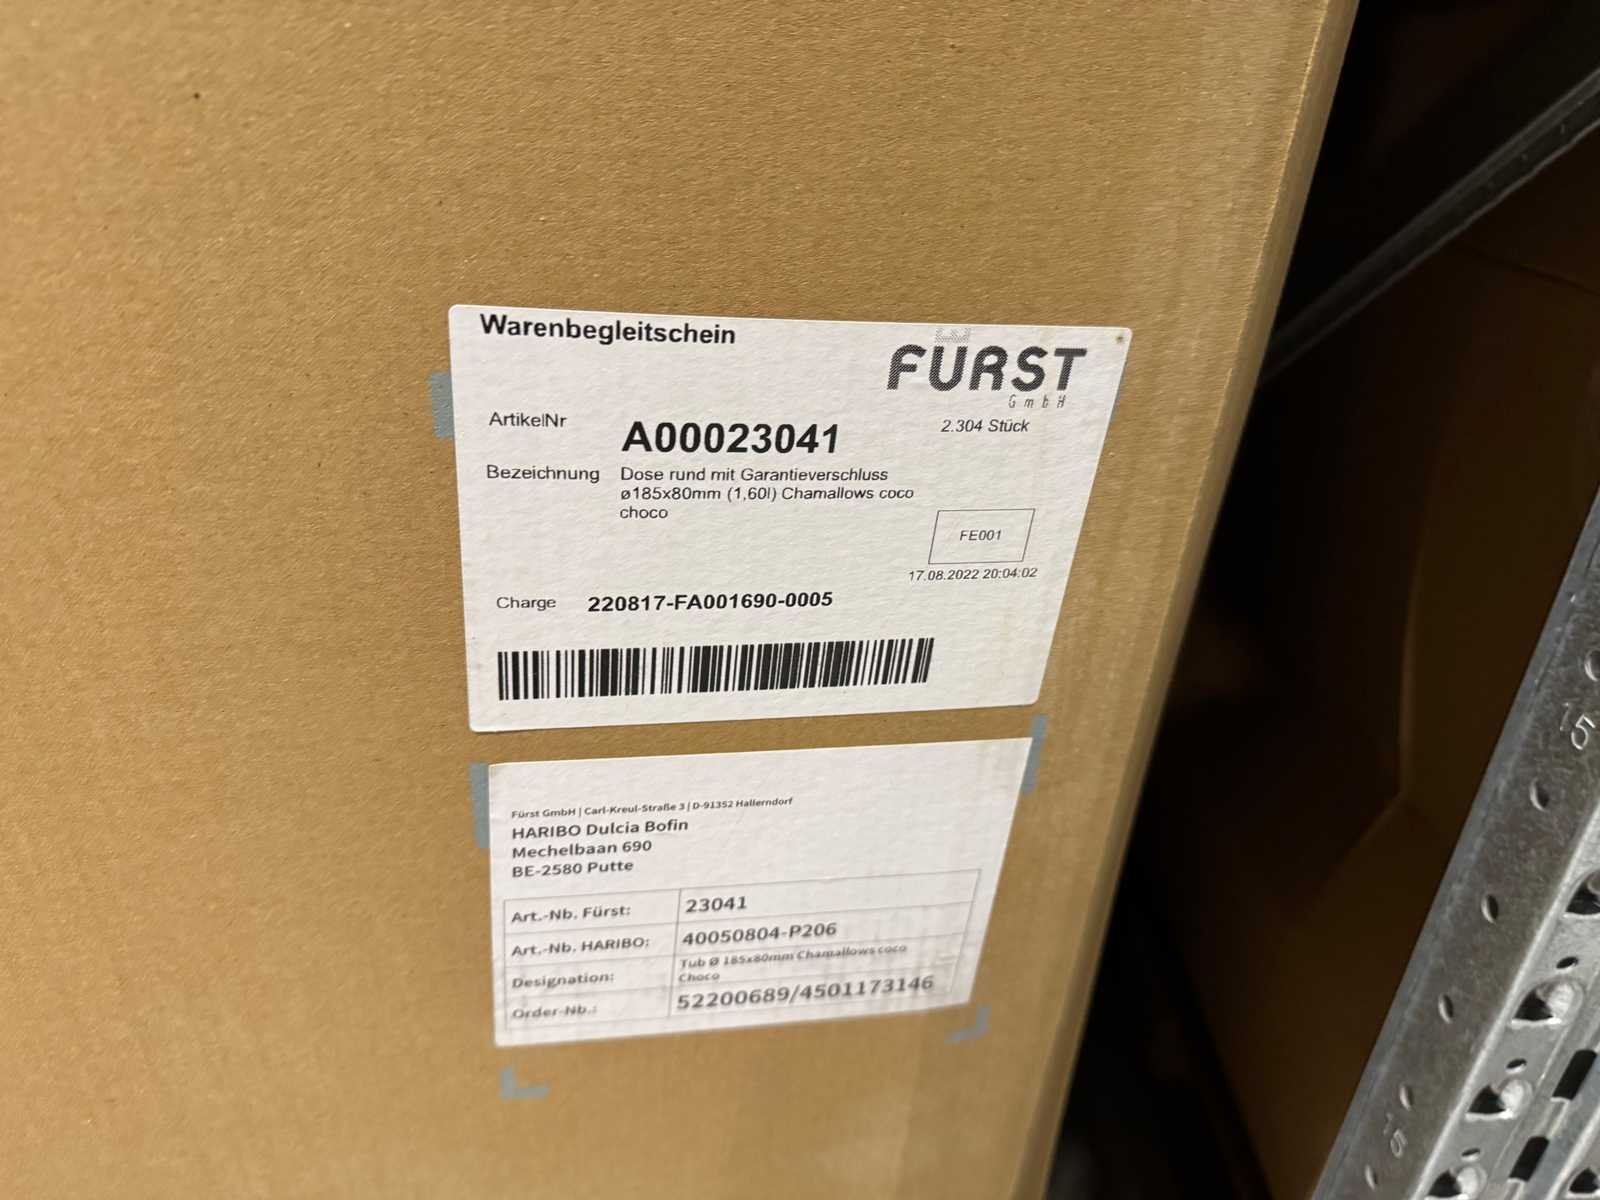 Warenbegleitschein
FÜRST
GmbH
ArtikelNr
A00023041
2.304 Stück
Bezeichnung
Dose rund mit Garantieverschluss
ø185x80mm (1,60l) Chamallows coco
choco
FE001
17.08.2022 20:04:02
Charge
220817-FA001690-0005
Fürst GmbH | Carl-Kreul-Straße 3 | D-91352 Hallerndorf
HARIBO Dulcia Bofin
Mechelbaan 690
BE-2580 Putte
Art.-Nb. Fürst: 23041
Art.-Nb. HARIBO: 40050804-P206
Designation: Tub Ø 185x80mm Chamallows coco
Choco
Order-Nb.: 52200689/4501173146
15
15